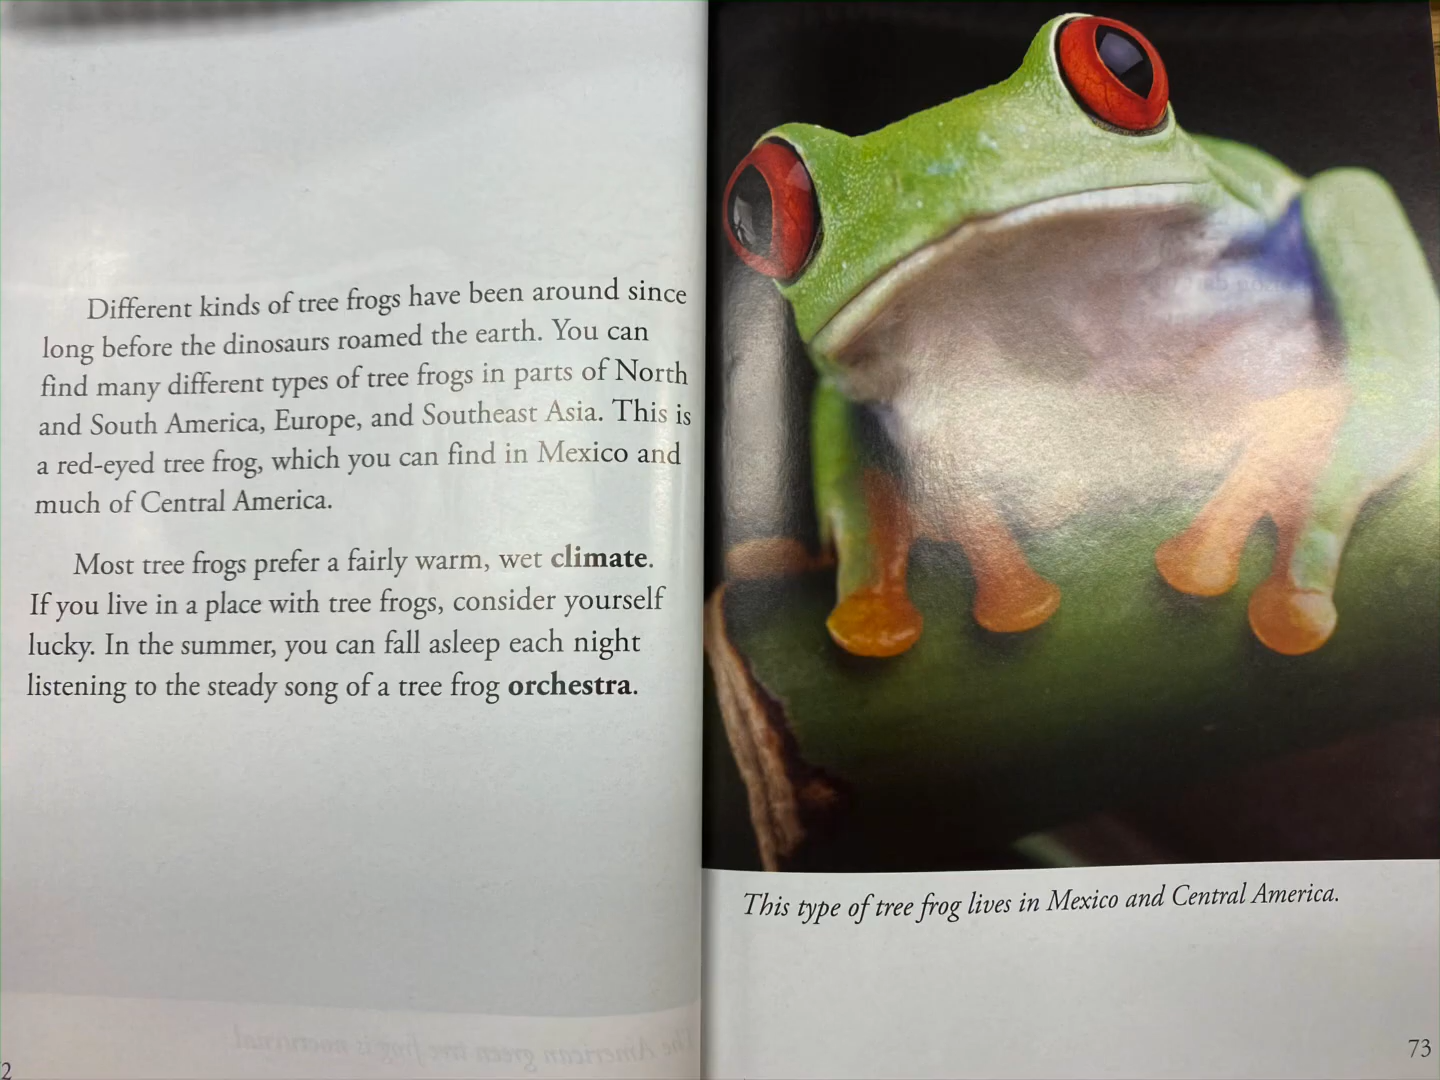 Different kinds of tree frogs have been around since
long before the dinosaurs roamed the earth. You can
find many different types of tree frogs in parts of North
and South America, Europe, and Southeast Asia. This is
a red-eyed tree frog, which you can find in Mexico and
much of Central America.
Most tree frogs prefer a fairly warm, wet climate.
If you live in a place with tree frogs, consider yourself
lucky. In the summer, you can fall asleep each night
listening to the steady song of a tree frog orchestra.
2
This type of tree frog lives in Mexico and Central America.
73